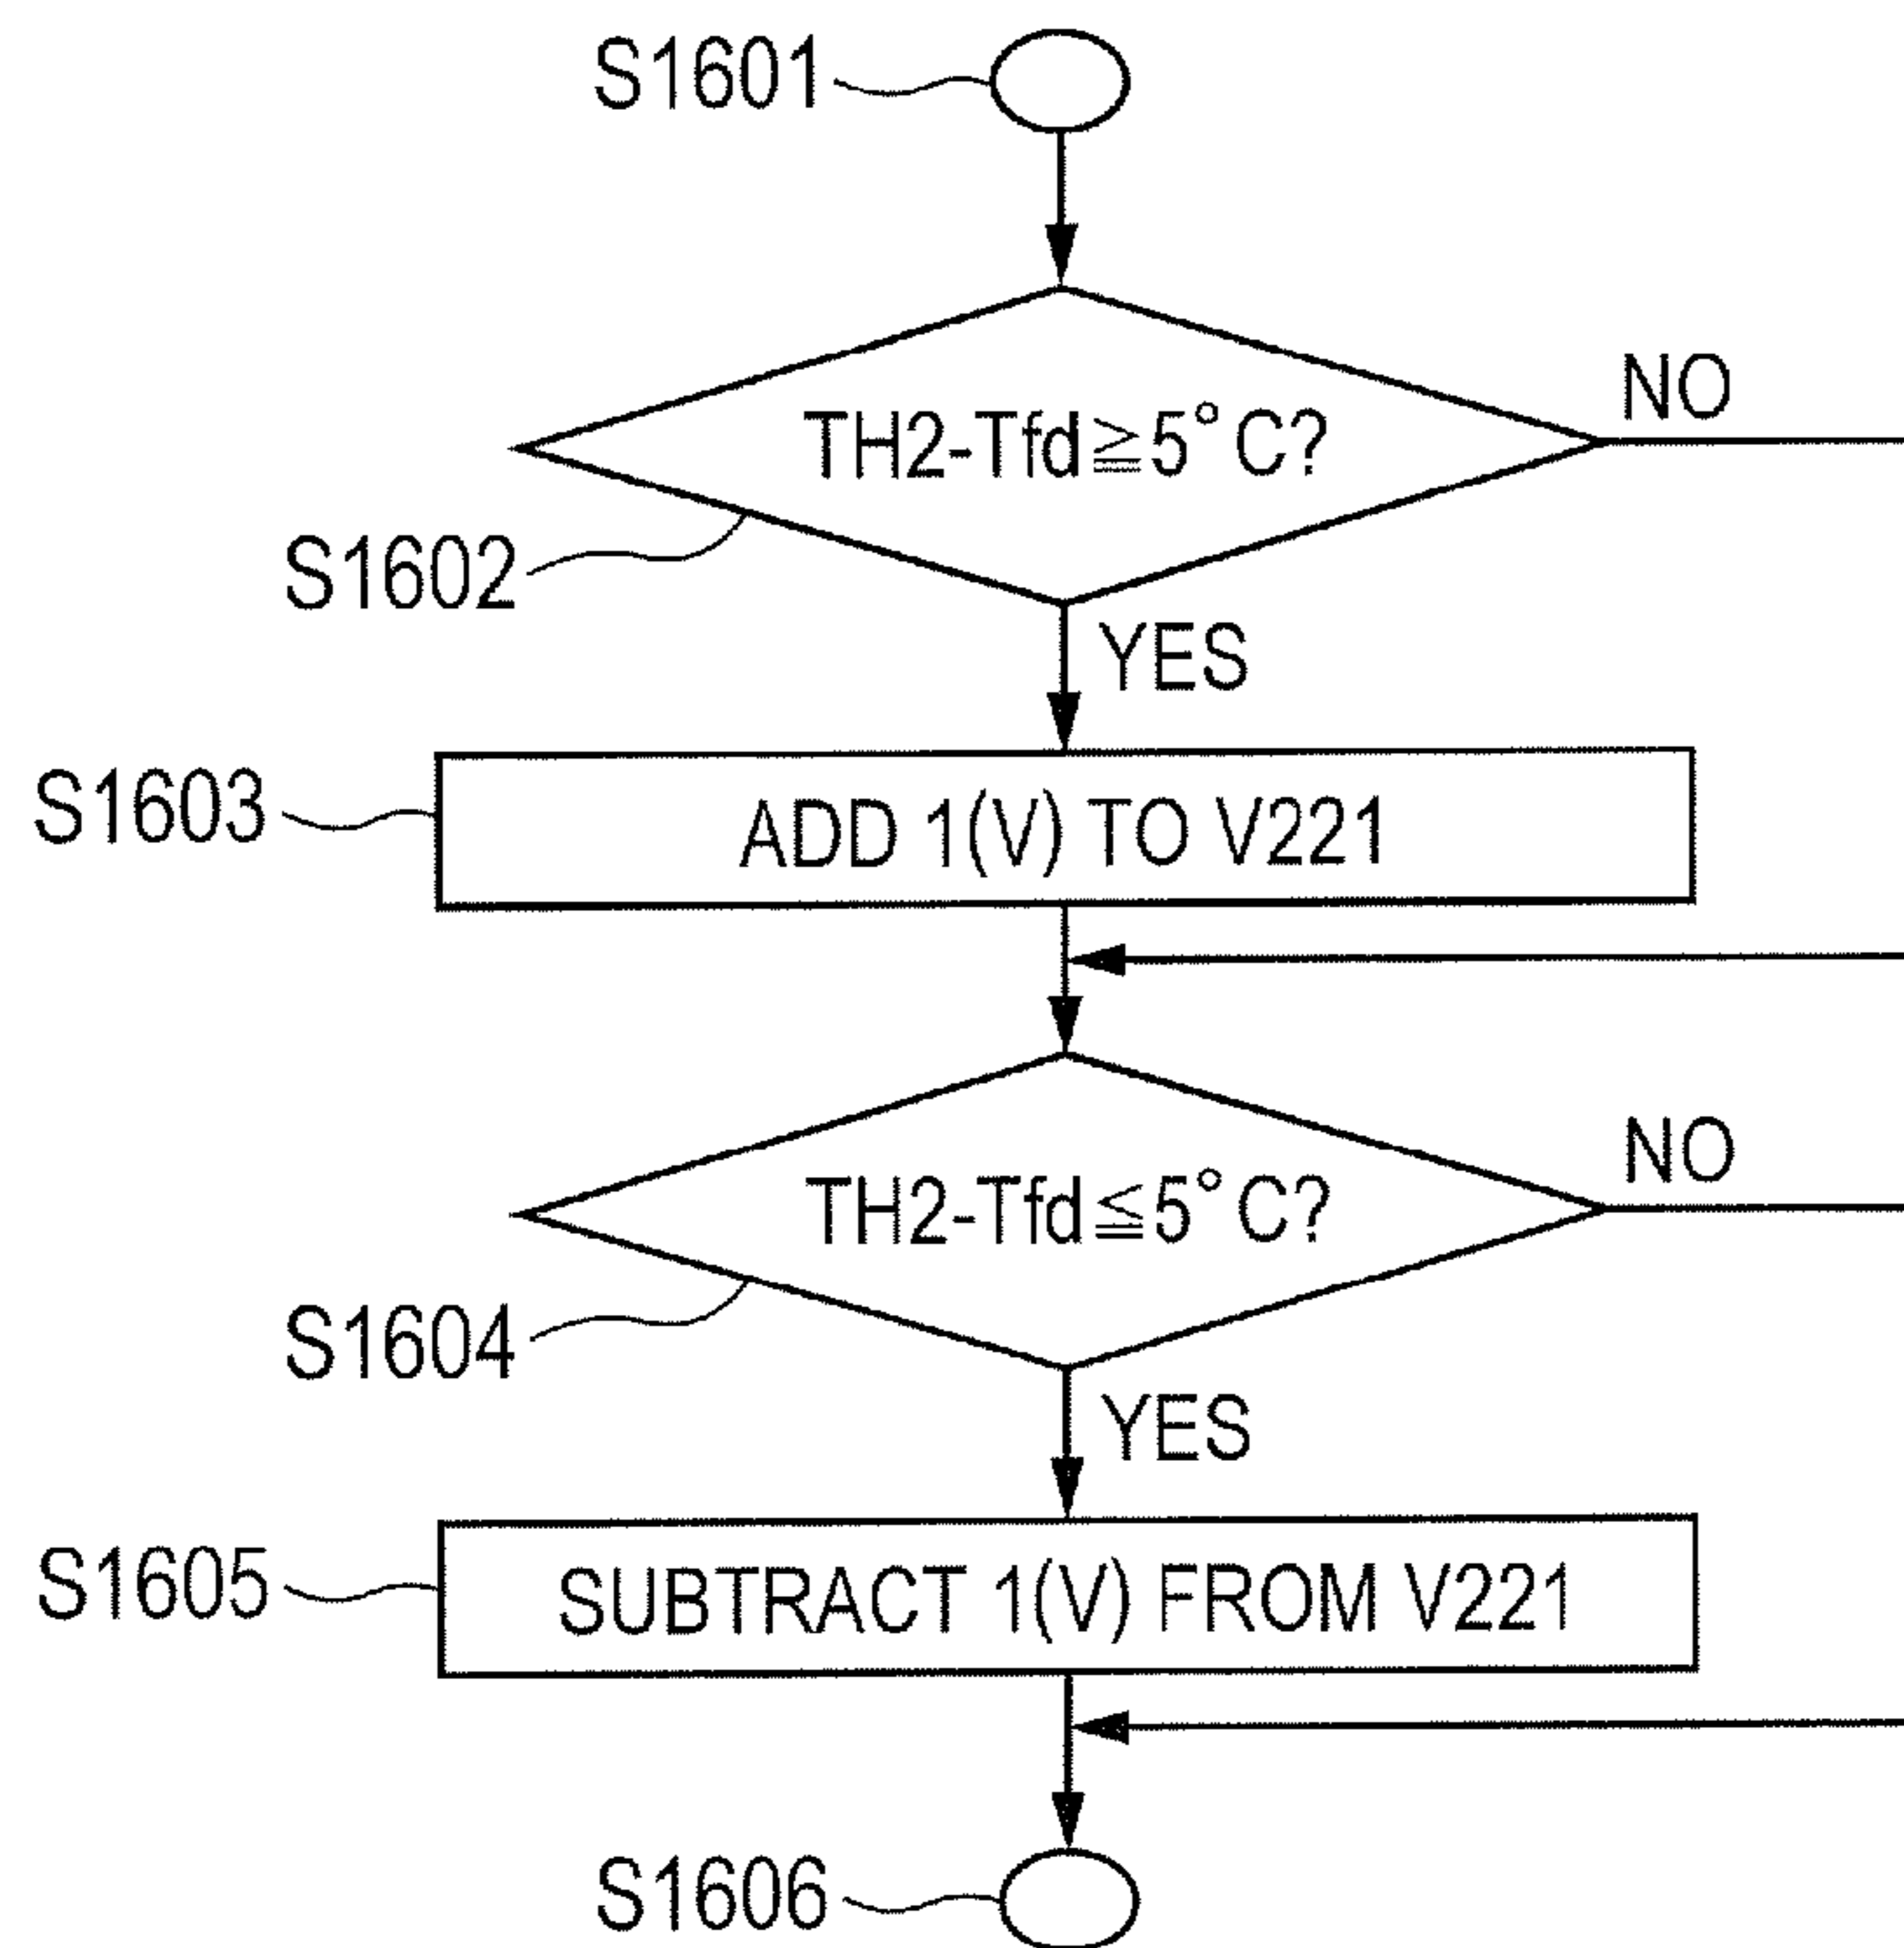 S1601
TH2-Tfd≧5°C?
NO
S1602
YES
S1603
ADD 1(V) TO V221
TH2-Tfd≦5°C?
NO
S1604
YES
S1605
SUBTRACT 1(V) FROM V221
S1606